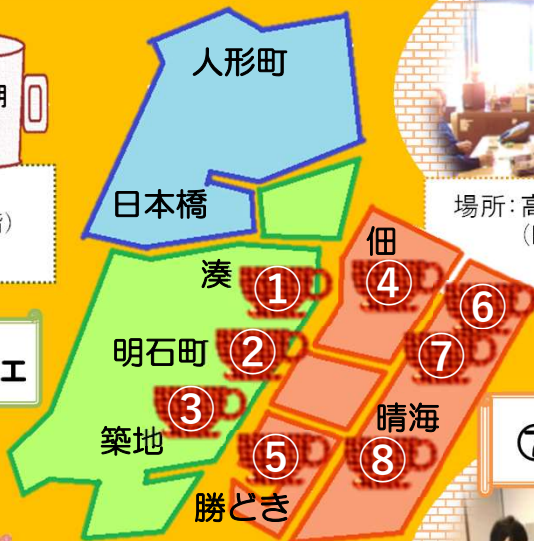 人形町
日本橋
場所:高
佃
湊
①
④
⑥
明石町
②
⑦
③
晴海
築地
⑤
⑧
勝どき
エ